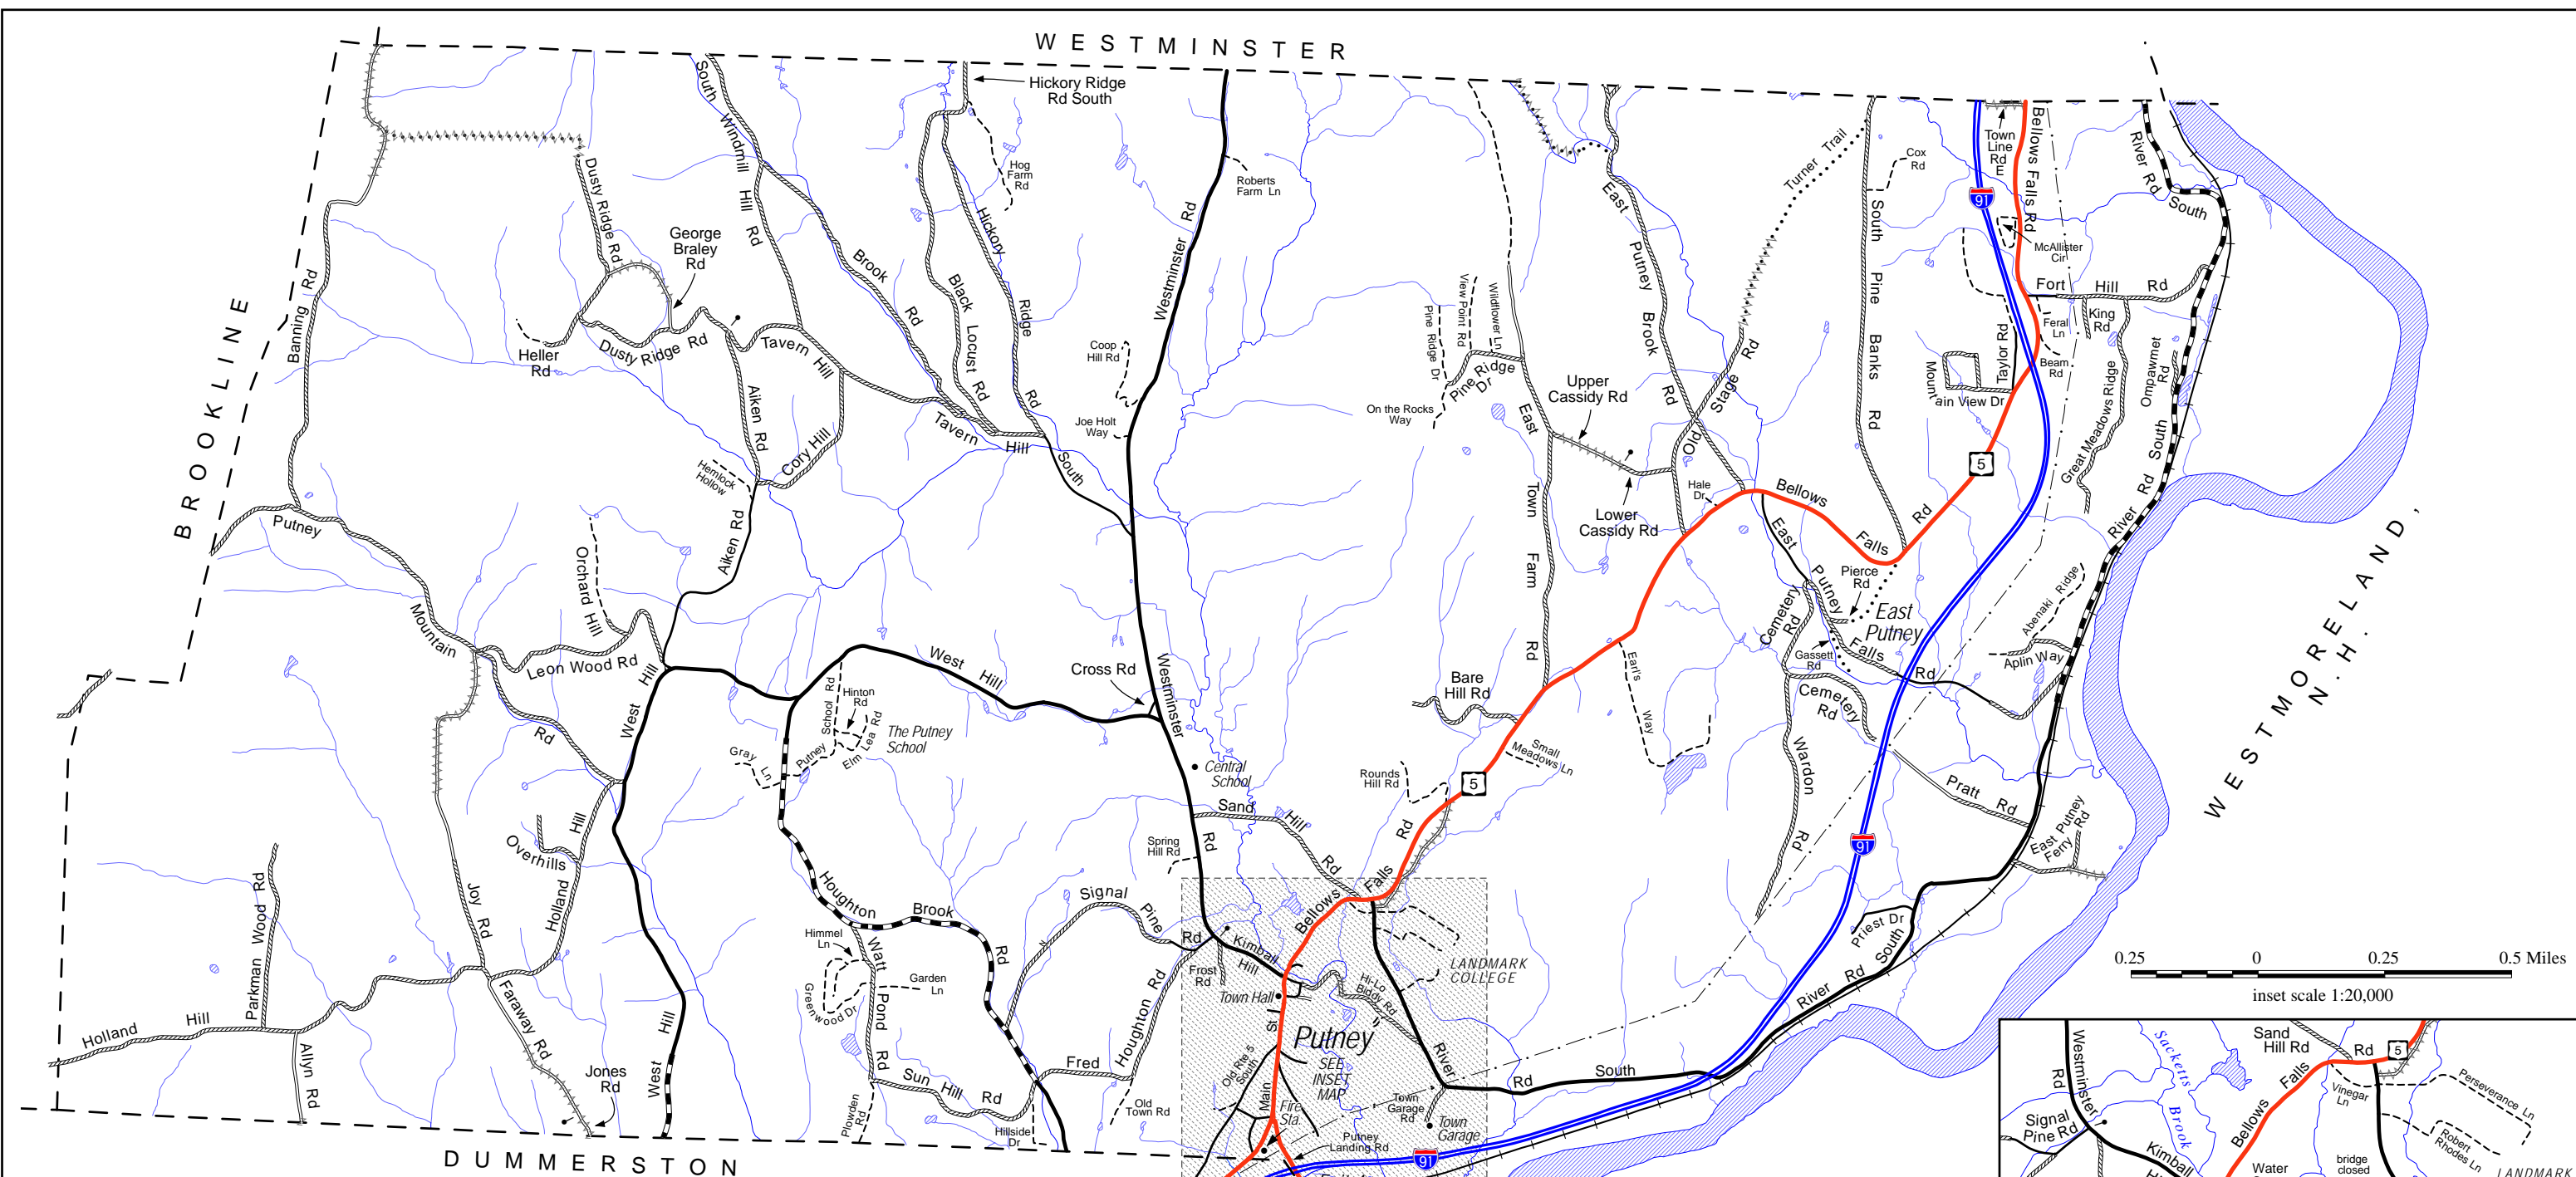 WESTMINSTER
Hickory Ridge
Rd South
South
Windmill
Hill
Rd
Dusty Ridge Rd
George
Braley
Rd
Hog
Farm
Rd
Roberts
Farm Ln
Westminster Rd
Hickory
Ridge
Rd
Black Locust Rd
Brook
Rd
East
Putney
Brook
Rd
Turner Trail
Cox
Rd
South Pine Banks Rd
91
Town
Line
Rd
E
Bellows Falls Rd
River Rd
South
McAllister
Cir
Fort Hill Rd
King
Rd
Feral
Ln
Beam
Rd
Taylor Rd
Mountain View Dr
Great Meadows Ridge
Ompawmet
Rd
BROOKLINE
Banning Rd
Heller
Rd
Dusty Ridge Rd
Tavern
Hill
Aiken Rd
Cory Hill
Tavern
Hill
South
Hemlock
Hollow
Coop
Hill Rd
Joe Holt
Way
Pine Ridge Dr
View Point Rd
Wildflower Ln
Pine Ridge
Dr
On the Rocks
Way
Upper
Cassidy Rd
Lower
Cassidy Rd
Old
Stage
Rd
Hale
Dr
East
Town
Farm
Rd
5
Bellows
Falls
Rd
River Rd South
Putney
Mountain
Rd
Orchard Hill
Aiken Rd
Leon Wood Rd
West
Hill
West
Hill
Cross Rd
Westminster
Rd
Putney
School Rd
Hinton
Rd
Elm
Lea Rd
The Putney
School
Gray
Ln
Central
School
Sand
Hill
Rd
Spring
Hill Rd
Bare
Hill Rd
Small
Meadows Ln
Rounds
Hill Rd
5
Earl's
Way
East
Putney
Falls
Rd
Pierce
Rd
East
Putney
Cemetery
Rd
Gassett
Rd
Cemetery
Rd
Wardon
Rd
Abenaki Ridge
Aplin Way
Pratt Rd
East Putney
Ferry Rd
WESTMORELAND,
N.H.
91
Overhills
Holland
Hill
Joy
Rd
Parkman Wood Rd
Holland
Hill
Allyn Rd
Faraway Rd
Jones
Rd
West
Hill
Houghton
Brook
Rd
Himmel
Ln
Watt
Pond
Rd
Garden
Ln
Greenwood Dr
Signal
Pine
Rd
Frost
Rd
Kimball
Hill
Fred
Houghton Rd
Sun Hill Rd
Plowden
Rd
Hillside
Dr
Old
Town Rd
Bellows
Falls
Rd
LANDMARK
COLLEGE
Hi-Lo
Biddy Rd
Town Hall
St
Main
Putney
SEE
INSET
MAP
Old Rte 5
South
Fire
Sta.
Putney
Landing Rd
Town
Garage
Rd
Town
Garage
River
Rd
South
Priest Dr
River Rd South
91
DUMMERSTON
0.25 0 0.25 0.5 Miles
inset scale 1:20,000
Westminster
Rd
Sacketts
Brook
Sand
Hill Rd
Rd
5
Falls
Bellows
Vinegar
Ln
Perseverance Ln
Robert
Rhodes Ln
Signal
Pine Rd
Kimball
Water
bridge
closed
LANDMARK